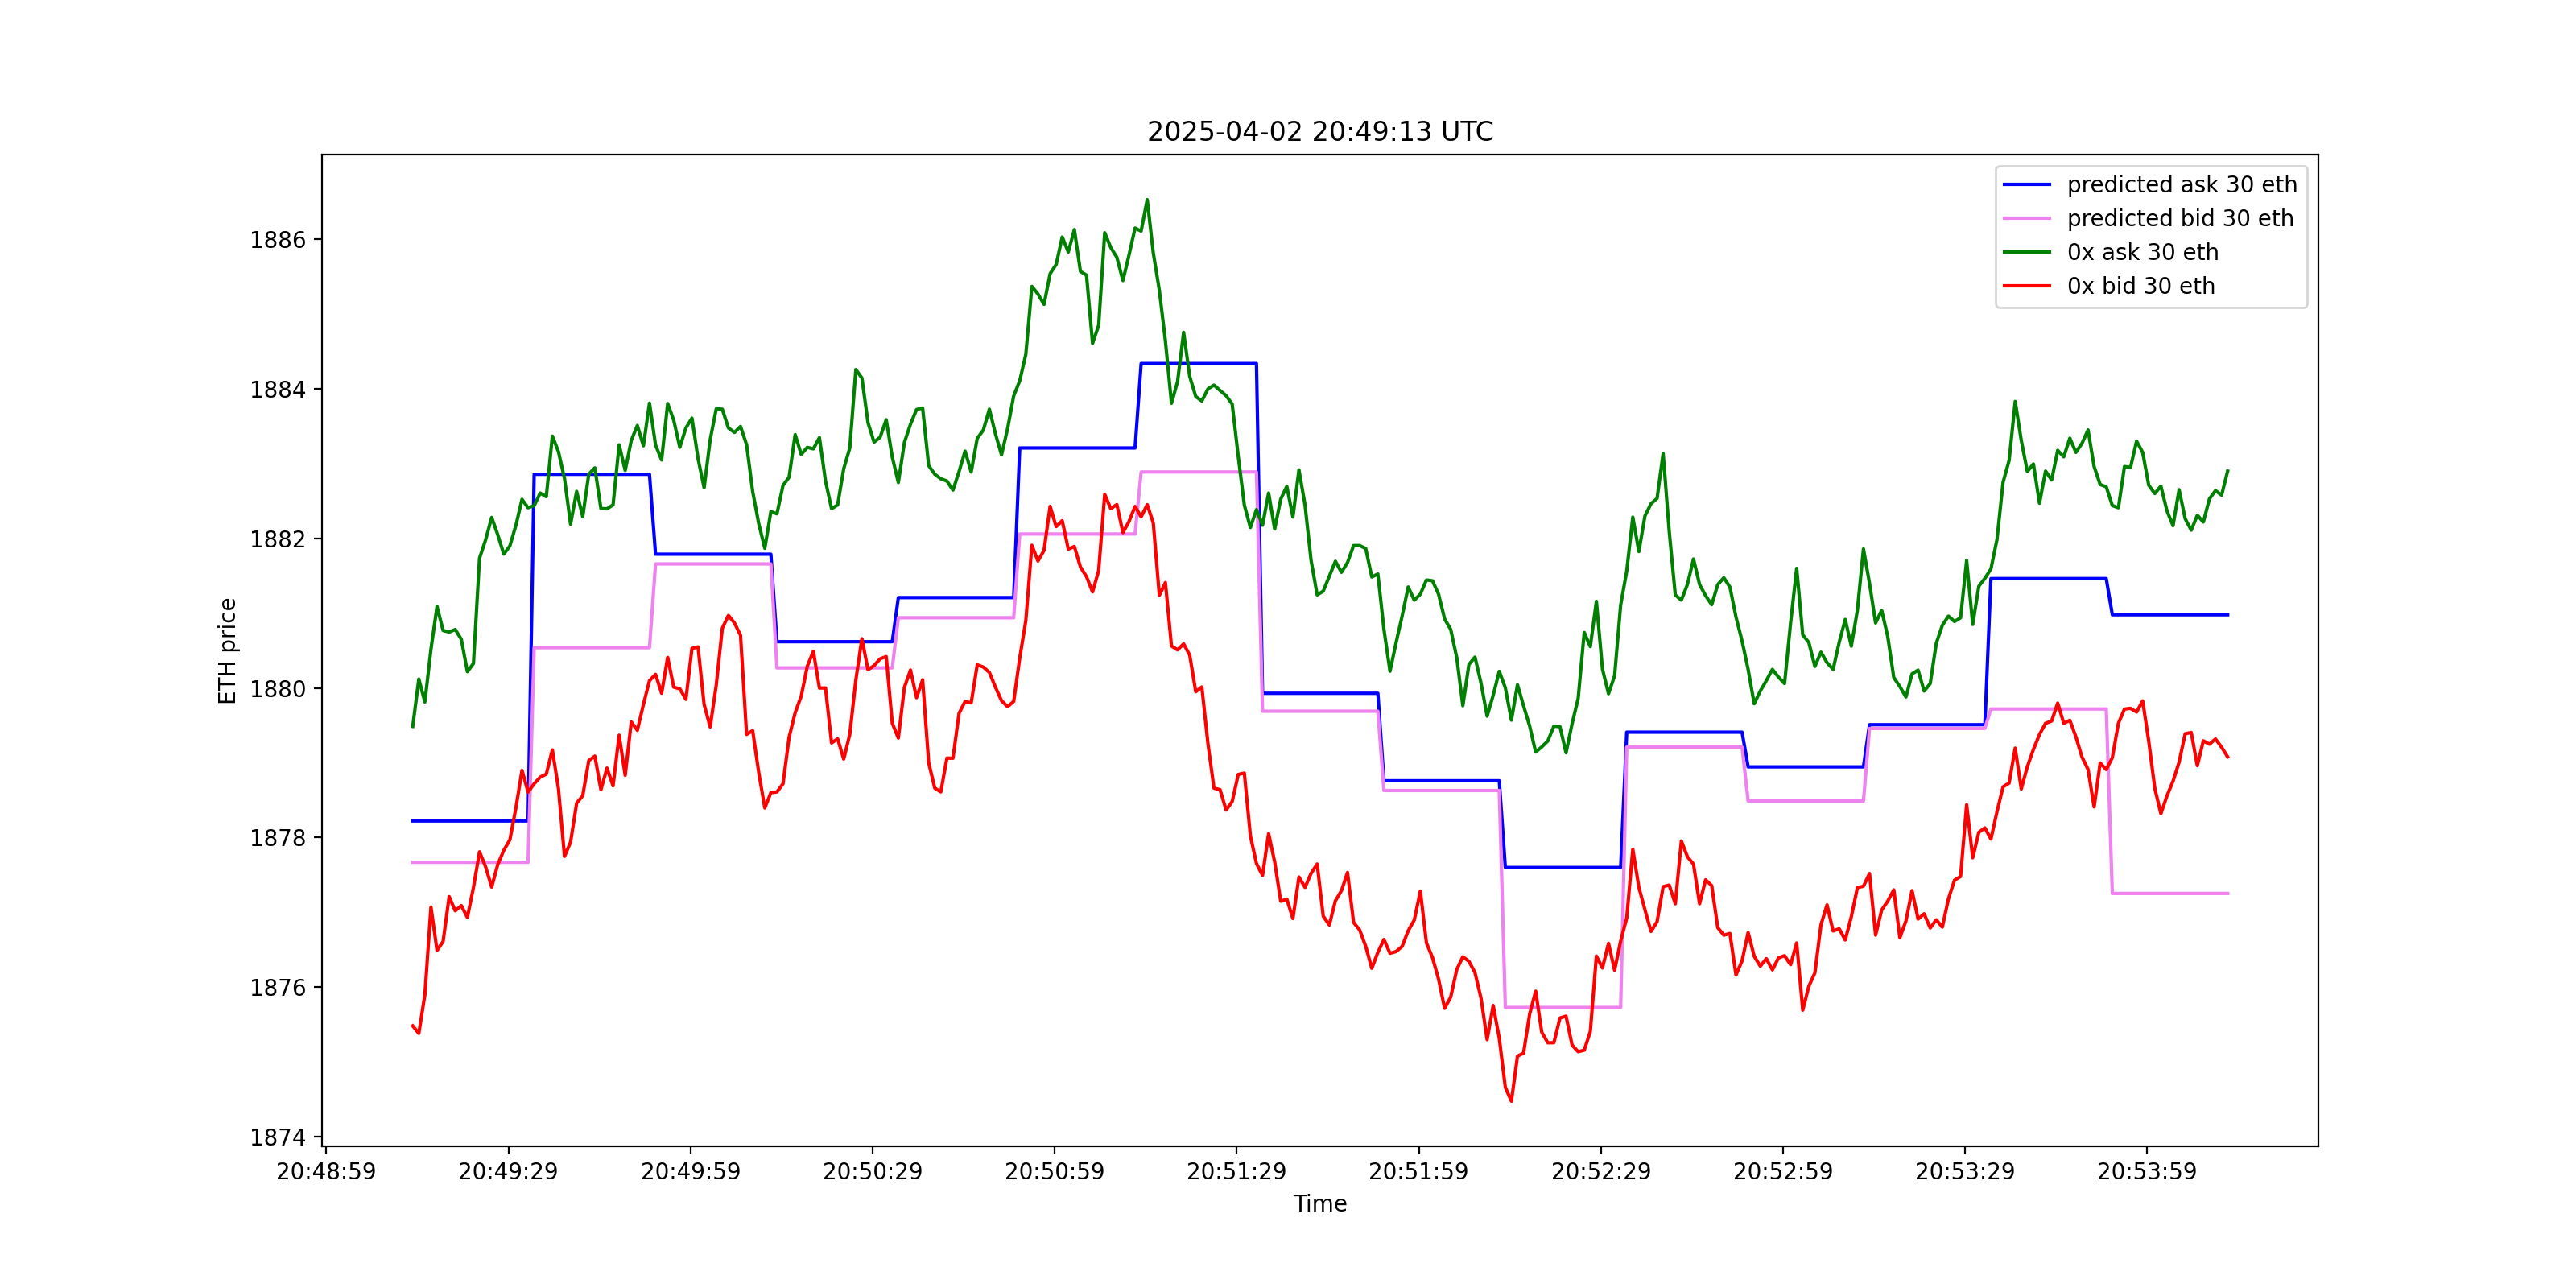 2025-04-02 20:49:13 UTC
predicted ask 30 eth
predicted bid 30 eth
0x ask 30 eth
0x bid 30 eth
ETH price
1886
1884
1882
1880
1878
1876
1874
20:48:59 20:49:29 20:49:59 20:50:29 20:50:59 20:51:29 20:51:59 20:52:29 20:52:59 20:53:29 20:53:59
Time